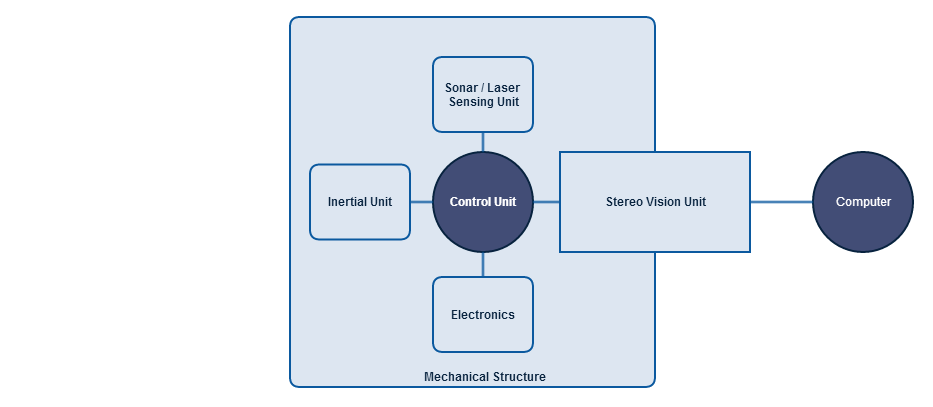 Sonar / Laser
Sensing Unit
Inertial Unit
Control Unit
Stereo Vision Unit
Computer
Electronics
Mechanical Structure